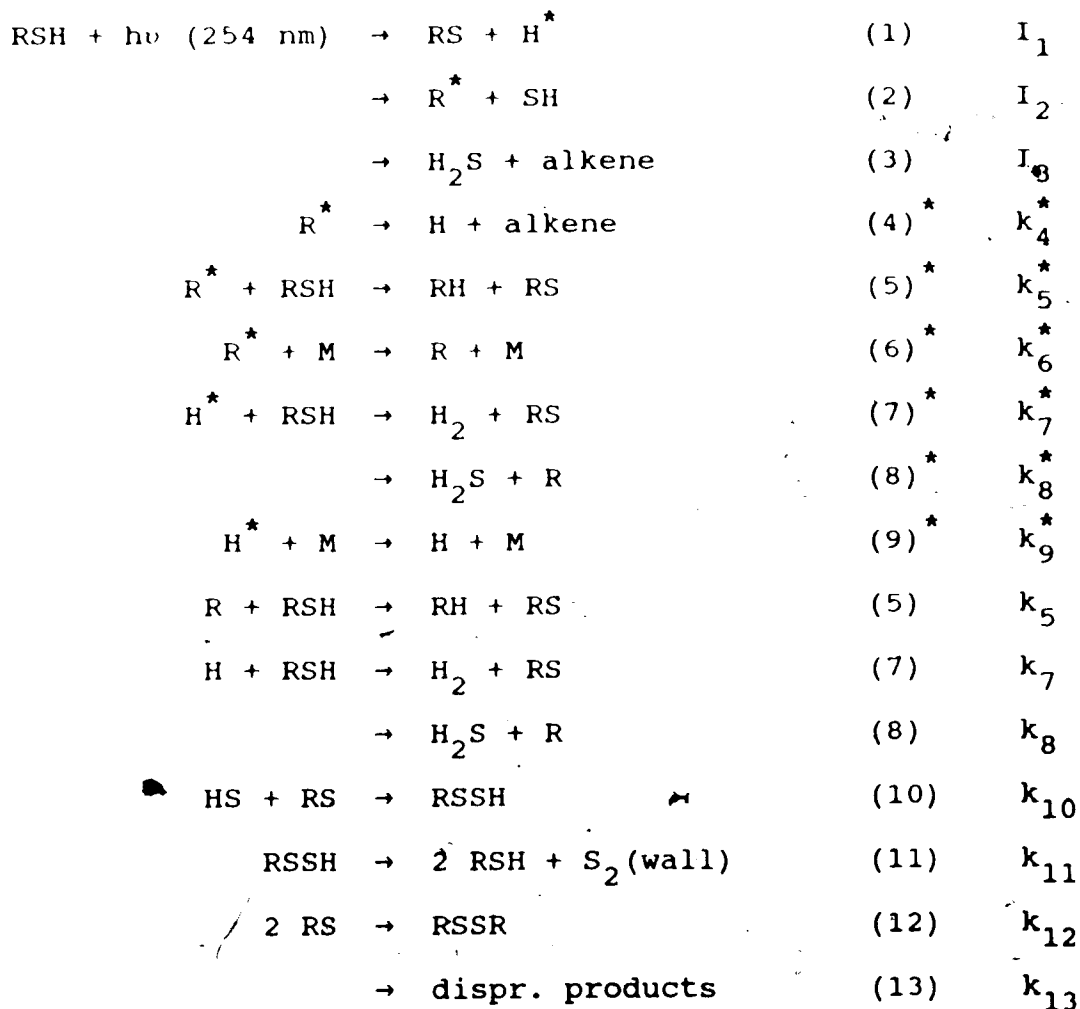 RSH + hυ (254 nm) → RS + H* (1) I₁
→ R* + SH (2) I₂
→ H₂S + alkene (3) I₃
R* → H + alkene (4)* k₄*
R* + RSH → RH + RS (5)* k₅*
R* + M → R + M (6)* k₆*
H* + RSH → H₂ + RS (7)* k₇*
→ H₂S + R (8)* k₈*
H* + M → H + M (9)* k₉*
R + RSH → RH + RS (5) k₅
H + RSH → H₂ + RS (7) k₇
→ H₂S + R (8) k₈
HS + RS → RSSH (10) k₁₀
RSSH → 2 RSH + S₂(wall) (11) k₁₁
2 RS → RSSR (12) k₁₂
→ dispr. products (13) k₁₃